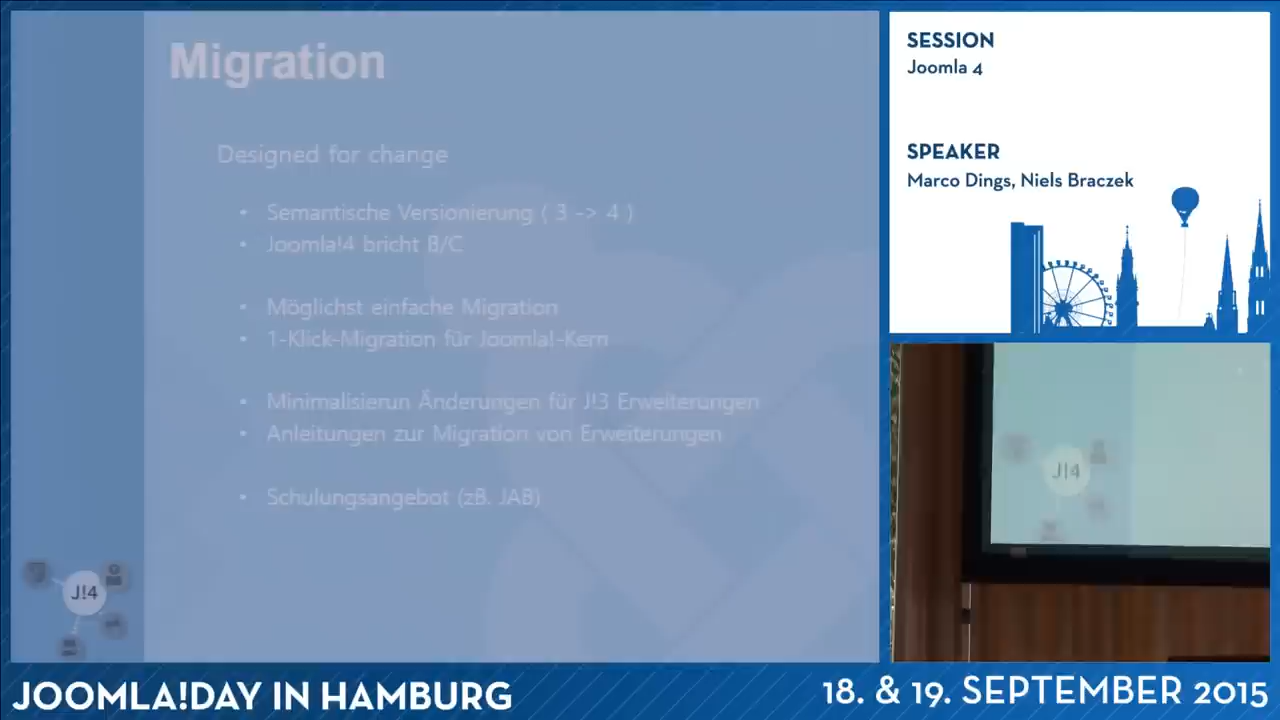 Migration
Designed for change
• Semantische Versionierung ( 3 -> 4 )
• Joomla!4 bricht B/C
• Möglichst einfache Migration
• 1-Klick-Migration für Joomla!-Kern
• Minimalisierun Änderungen für J!3 Erweiterungen
• Anleitungen zur Migration von Erweiterungen
• Schulungsangebot (zB. JAB)
J!4
SESSION
Joomla 4
SPEAKER
Marco Dings, Niels Braczek
J!4
JOOMLA!DAY IN HAMBURG
18. & 19. SEPTEMBER 2015